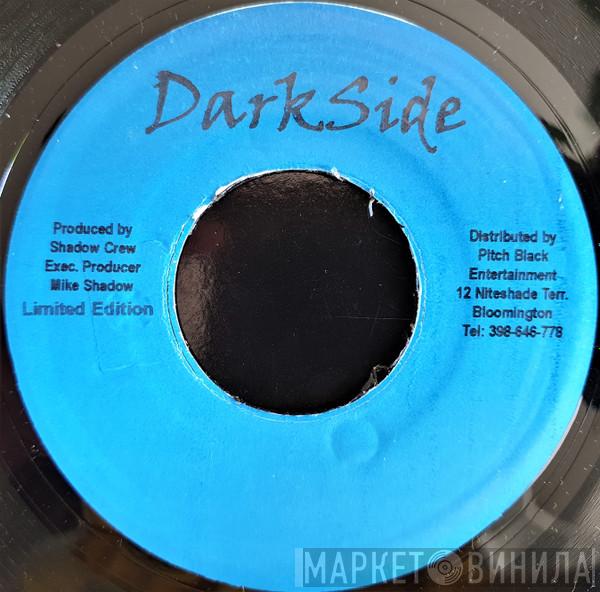 DarkSide
Produced by
Shadow Crew
Exec. Producer
Mike Shadow
Limited Edition
Distributed by
Pitch Black
Entertainment
12 Niteshade Terr.
Bloomington
Tel: 398-646-778
МАРКЕТ ВИНИЛА